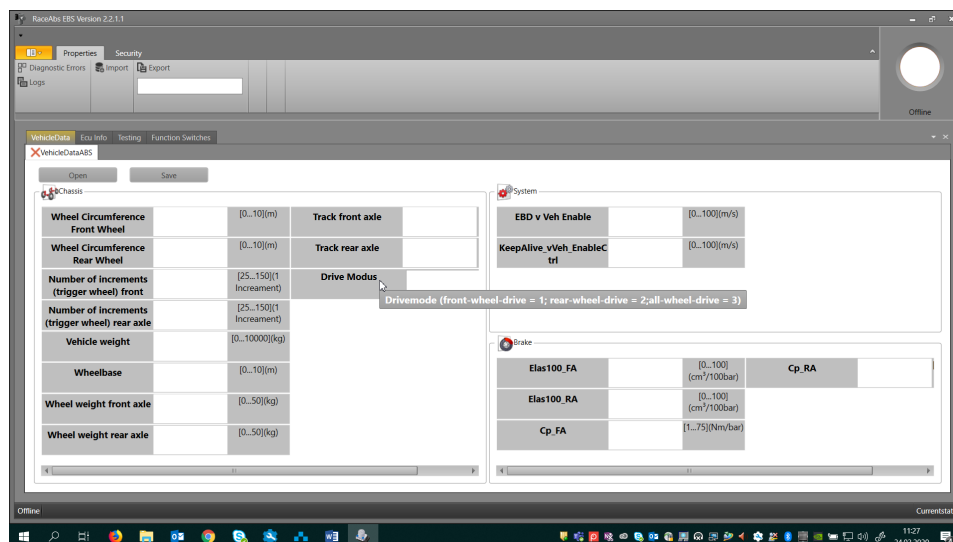 RaceAbs EBS Version 2.2.1.1
Properties Security
Diagnostic Errors Import Export
Logs
Offline
VehicleData Ecu Info Testing Function Switches
VehicleDataABS
Open Save
Chassis
Wheel Circumference Front Wheel [0...10](m) Track front axle
Wheel Circumference Rear Wheel [0...10](m) Track rear axle
Number of increments (trigger wheel) front [25...150](1 Increament) Drive Modus
Drivemode (front-wheel-drive = 1; rear-wheel-drive = 2;all-wheel-drive = 3)
Number of increments (trigger wheel) rear axle [25...150](1 Increament)
Vehicle weight [0...10000](kg)
Wheelbase [0...10](m)
Wheel weight front axle [0...50](kg)
Wheel weight rear axle [0...50](kg)
System
EBD v Veh Enable [0...100](m/s)
KeepAlive_vVeh_EnableC
trl [0...100](m/s)
Brake
Elas100_FA [0...100] (cm³/100bar) Cp_RA
Elas100_RA [0...100] (cm³/100bar)
Cp_FA [1...75](Nm/bar)
Offline Currentstat
11:27
24.03.2020